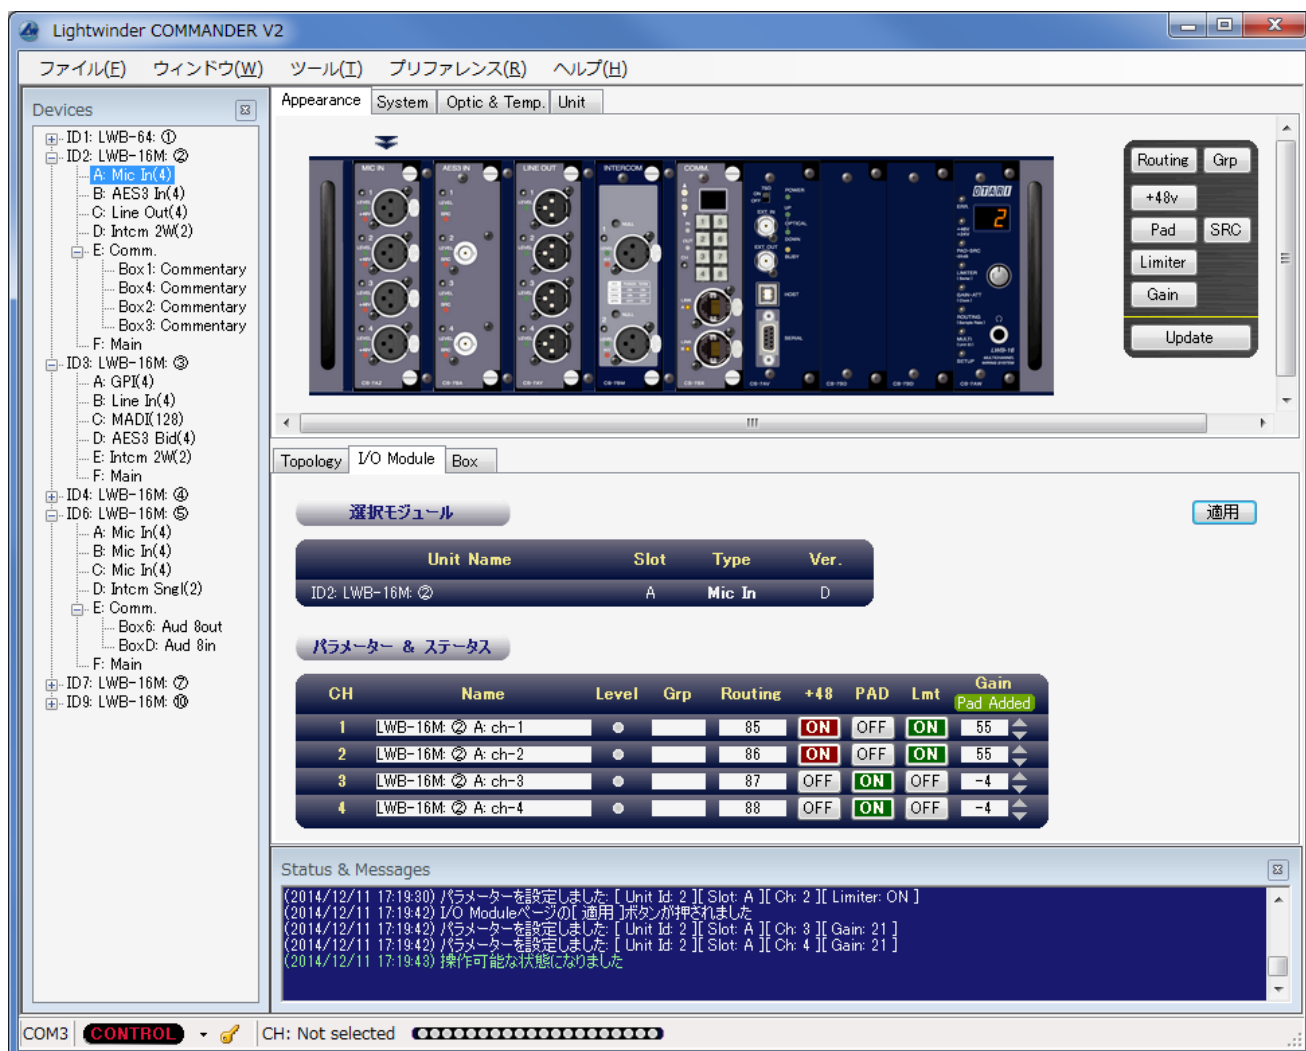 Lightwinder COMMANDER V2
ファイル(F) ウィンドウ(W) ツール(T) プリファレンス(R) ヘルプ(H)
Devices
ID1: LWB-64: ①
ID2: LWB-16M: ②
A: Mic In(4)
B: AES3 In(4)
C: Line Out(4)
D: Intcm 2W(2)
E: Comm.
Box1: Commentary
Box4: Commentary
Box2: Commentary
Box3: Commentary
F: Main
ID3: LWB-16M: ③
A: GPI(4)
B: Line In(4)
C: MADI(128)
D: AES3 Bid(4)
E: Intcm 2W(2)
F: Main
ID4: LWB-16M: ④
ID6: LWB-16M: ⑤
A: Mic In(4)
B: Mic In(4)
C: Mic In(4)
D: Intcm Sngl(2)
E: Comm.
Box6: Aud 8out
BoxD: Aud 8in
F: Main
ID7: LWB-16M: ⑦
ID9: LWB-16M: ⑩
Appearance System Optic & Temp. Unit
MIC IN AES3 IN LINE OUT INTERCOM COMM.
OTARI
2
EXT IN
EXT OUT
HOST
SERIAL
Routing Grp
+48v
Pad SRC
Limiter
Gain
Update
Topology I/O Module Box
選択モジュール
適用
Unit Name Slot Type Ver.
ID2: LWB-16M: ② A Mic In D
パラメーター & ステータス
CH Name Level Grp Routing +48 PAD Lmt Gain
Pad Added
1 LWB-16M: ② A: ch-1 85 ON OFF ON 55
2 LWB-16M: ② A: ch-2 86 ON OFF ON 55
3 LWB-16M: ② A: ch-3 87 OFF ON OFF -4
4 LWB-16M: ② A: ch-4 88 OFF ON OFF -4
Status & Messages
(2014/12/11 17:19:30) パラメーターを設定しました: [ Unit Id: 2 ][ Slot: A ][ Ch: 2 ][ Limiter: ON ]
(2014/12/11 17:19:42) I/O Moduleページの[ 適用 ]ボタンが押されました
(2014/12/11 17:19:42) パラメーターを設定しました: [ Unit Id: 2 ][ Slot: A ][ Ch: 3 ][ Gain: 21 ]
(2014/12/11 17:19:42) パラメーターを設定しました: [ Unit Id: 2 ][ Slot: A ][ Ch: 4 ][ Gain: 21 ]
(2014/12/11 17:19:43) 操作可能な状態になりました
COM3 CONTROL CH: Not selected